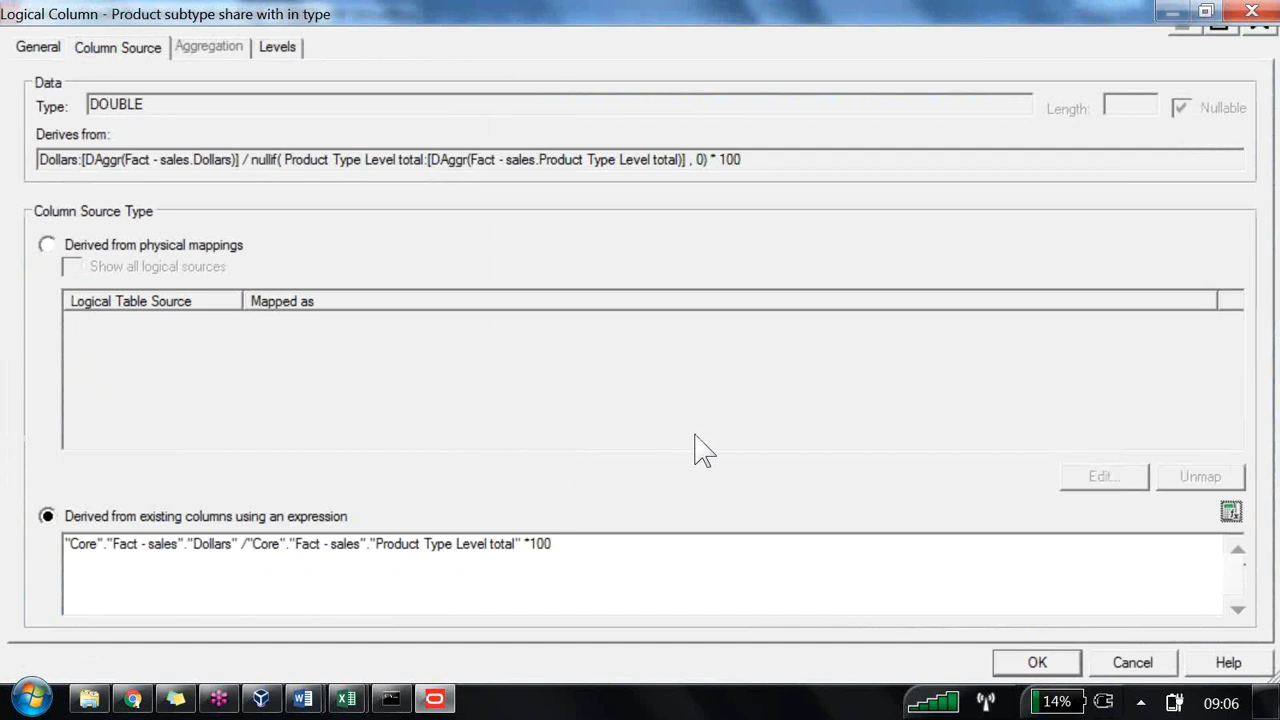 Logical Column - Product subtype share with in type
General
Column Source
Aggregation
Levels
Data
Type:
DOUBLE
Length:
Nullable
Derives from:
Dollars:[DAggr(Fact - sales.Dollars)] / nullif( Product Type Level total:[DAggr(Fact - sales.Product Type Level total)] , 0) * 100
Column Source Type
Derived from physical mappings
Show all logical sources
Logical Table Source
Mapped as
Edit...
Unmap
Derived from existing columns using an expression
"Core"."Fact - sales"."Dollars" /"Core"."Fact - sales"."Product Type Level total" *100
OK
Cancel
Help
14%
09:06